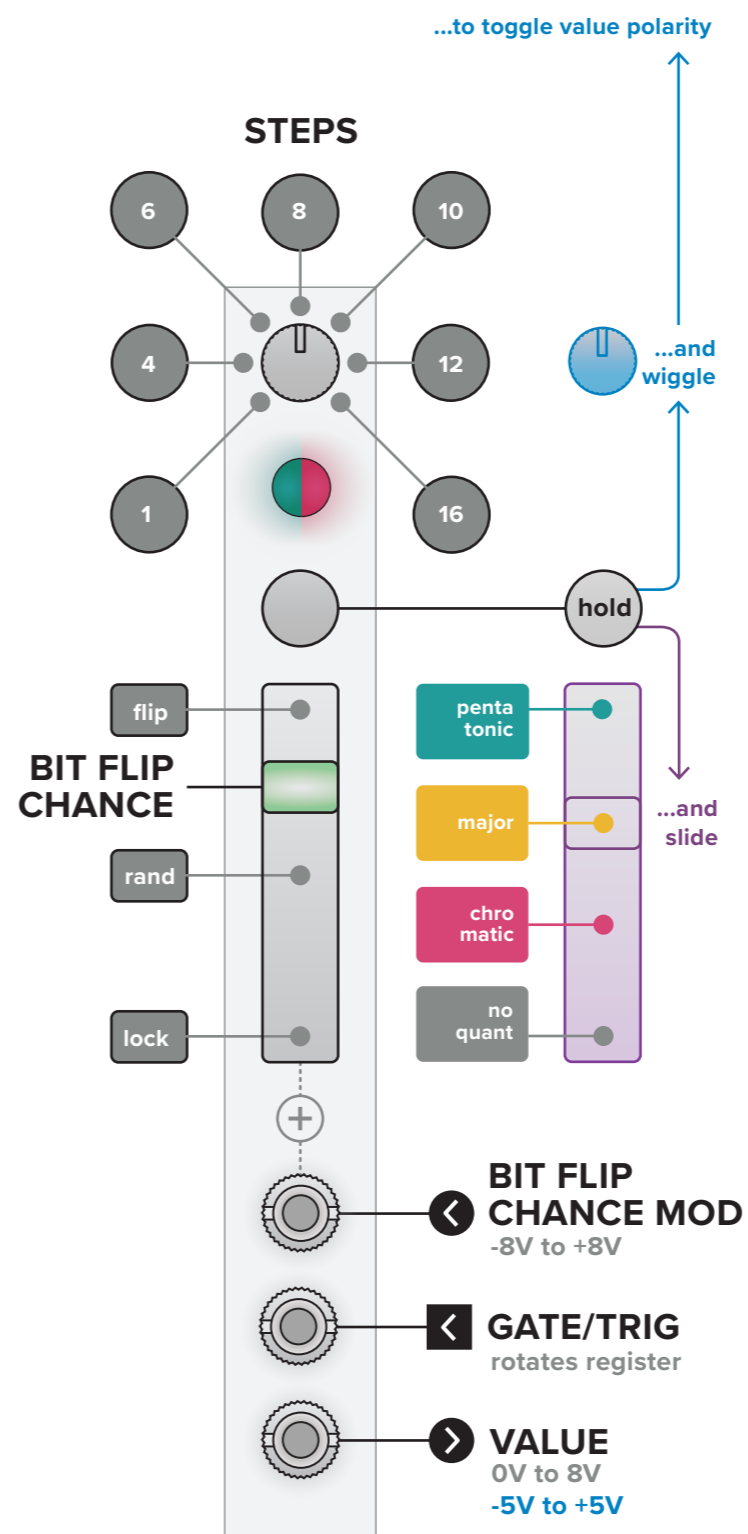 ...to toggle value polarity
STEPS
6
8
10
4
12
...and
wiggle
1
16
hold
flip
penta
tonic
BIT FLIP
CHANCE
major
...and
slide
rand
chro
matic
no
quant
lock
BIT FLIP
CHANCE MOD
-8V to +8V
GATE/TRIG
rotates register
VALUE
0V to 8V
-5V to +5V